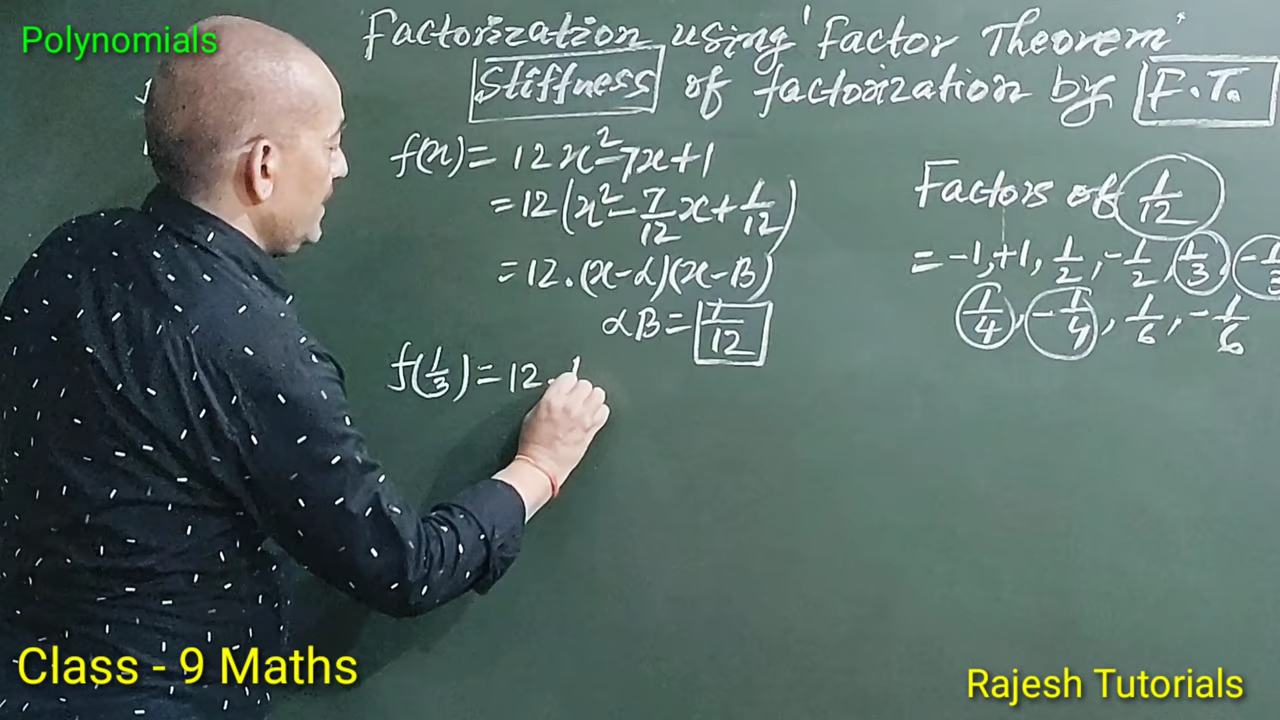 Polynomials
Factorization using 'Factor Theorem'
Stiffness of factorization by F.T.
f(x) = 12x² - 7x + 1
= 12(x² - 7/12 x + 1/12)
= 12.(x-α)(x-β)
αβ = 1/12
f(1/3) = 12.
Factors of 1/12
= -1, +1, 1/2, -1/2, 1/3, -1/3
1/4, -1/4, 1/6, -1/6
Class - 9 Maths
Rajesh Tutorials